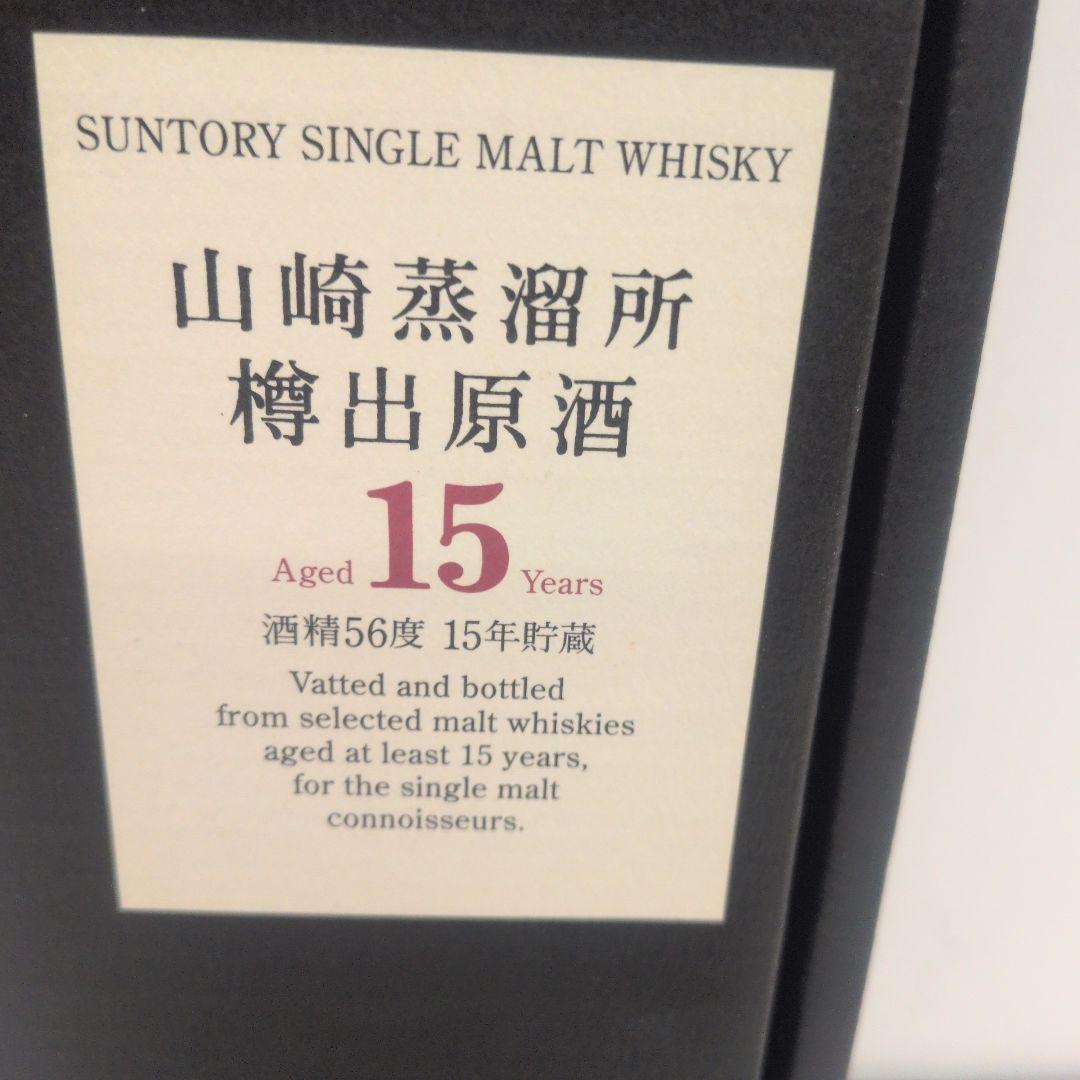 SUNTORY SINGLE MALT WHISKY
山崎蒸溜所
樽出原酒
Aged 15 Years
酒精56度 15年貯蔵
Vatted and bottled
from selected malt whiskies
aged at least 15 years,
for the single malt
connoisseurs.